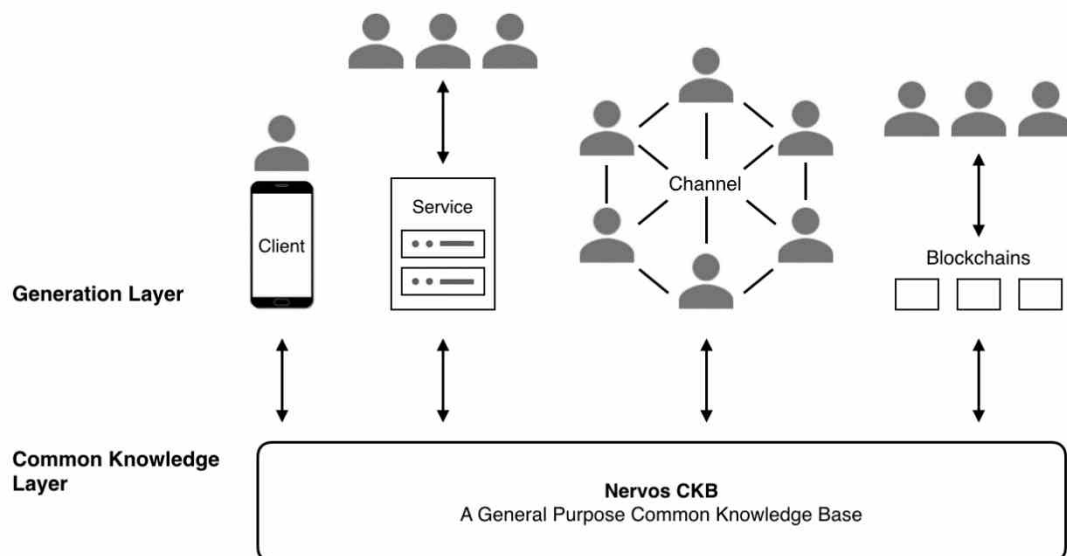 Client
Service
Channel
Blockchains
Generation Layer
Common Knowledge
Layer
Nervos CKB
A General Purpose Common Knowledge Base